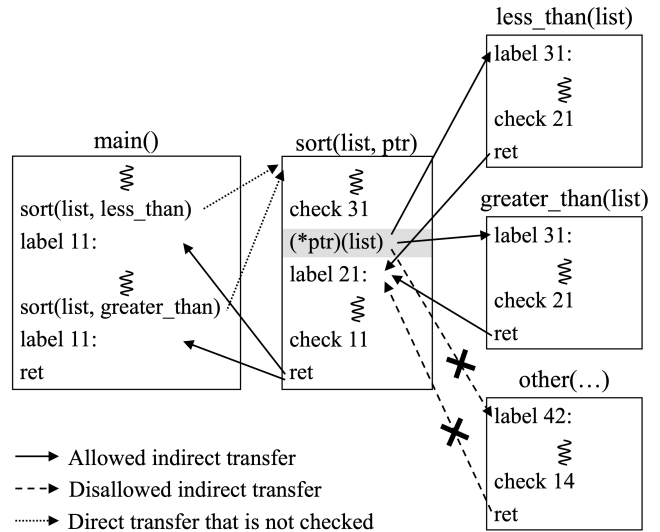 main()
sort(list, less_than)
label 11:
sort(list, greater_than)
label 11:
ret
sort(list, ptr)
check 31
(*ptr)(list)
label 21:
check 11
ret
less_than(list)
label 31:
check 21
ret
greater_than(list)
label 31:
check 21
ret
other(…)
label 42:
check 14
ret
Allowed indirect transfer
Disallowed indirect transfer
Direct transfer that is not checked